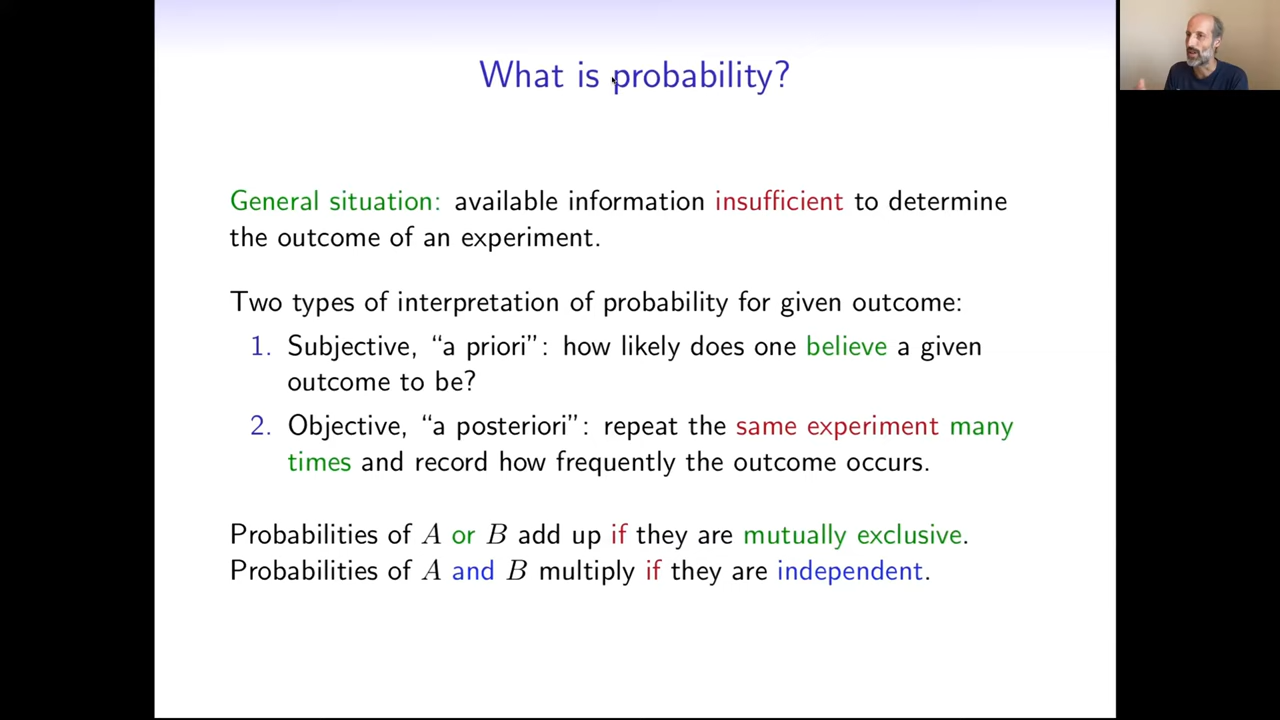 What is probability?
General situation: available information insufficient to determine
the outcome of an experiment.
Two types of interpretation of probability for given outcome:
1. Subjective, “a priori”: how likely does one believe a given
outcome to be?
2. Objective, “a posteriori”: repeat the same experiment many
times and record how frequently the outcome occurs.
Probabilities of A or B add up if they are mutually exclusive.
Probabilities of A and B multiply if they are independent.